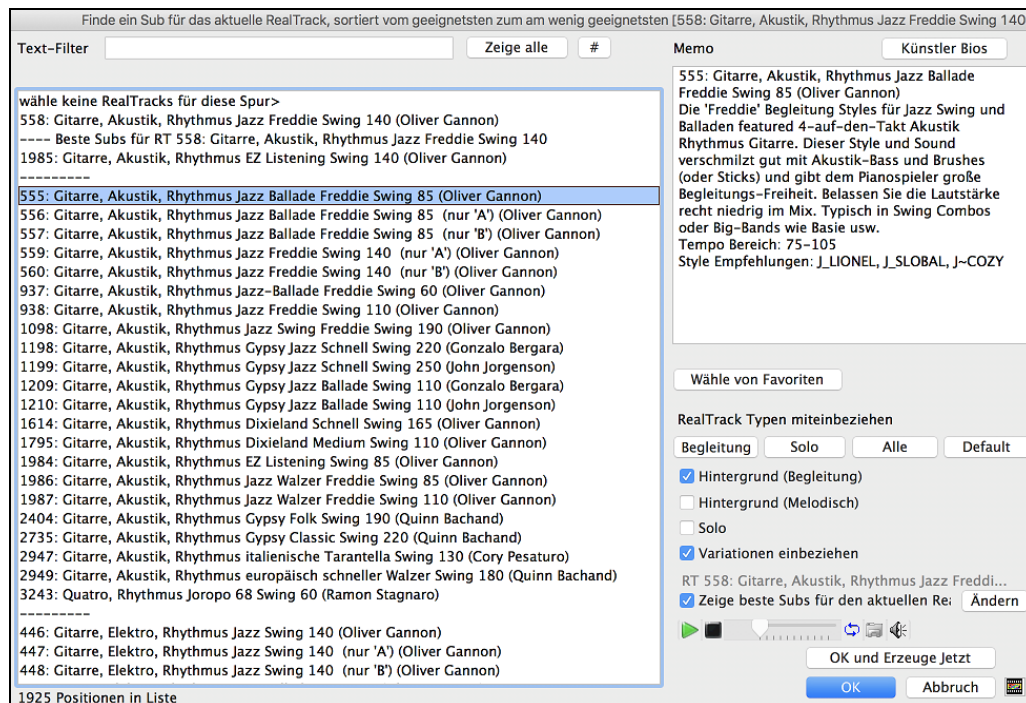 Finde ein Sub für das aktuelle RealTrack, sortiert vom geeignetsten zum am wenig geeignetsten [558: Gitarre, Akustik, Rhythmus Jazz Freddie Swing 140
Text-Filter
Zeige alle
#
Memo
Künstler Bios
wähle keine RealTracks für diese Spur>
558: Gitarre, Akustik, Rhythmus Jazz Freddie Swing 140 (Oliver Gannon)
---- Beste Subs für RT 558: Gitarre, Akustik, Rhythmus Jazz Freddie Swing 140
1985: Gitarre, Akustik, Rhythmus EZ Listening Swing 140 (Oliver Gannon)
---------
555: Gitarre, Akustik, Rhythmus Jazz Ballade Freddie Swing 85 (Oliver Gannon)
556: Gitarre, Akustik, Rhythmus Jazz Ballade Freddie Swing 85 (nur 'A') (Oliver Gannon)
557: Gitarre, Akustik, Rhythmus Jazz Ballade Freddie Swing 85 (nur 'B') (Oliver Gannon)
559: Gitarre, Akustik, Rhythmus Jazz Freddie Swing 140 (nur 'A') (Oliver Gannon)
560: Gitarre, Akustik, Rhythmus Jazz Freddie Swing 140 (nur 'B') (Oliver Gannon)
937: Gitarre, Akustik, Rhythmus Jazz-Ballade Freddie Swing 60 (Oliver Gannon)
938: Gitarre, Akustik, Rhythmus Jazz Freddie Swing 110 (Oliver Gannon)
1098: Gitarre, Akustik, Rhythmus Jazz Swing Freddie Swing 190 (Oliver Gannon)
1198: Gitarre, Akustik, Rhythmus Gypsy Jazz Schnell Swing 220 (Gonzalo Bergara)
1199: Gitarre, Akustik, Rhythmus Gypsy Jazz Schnell Swing 250 (John Jorgenson)
1209: Gitarre, Akustik, Rhythmus Gypsy Jazz Ballade Swing 110 (Gonzalo Bergara)
1210: Gitarre, Akustik, Rhythmus Gypsy Jazz Ballade Swing 110 (John Jorgenson)
1614: Gitarre, Akustik, Rhythmus Dixieland Schnell Swing 165 (Oliver Gannon)
1795: Gitarre, Akustik, Rhythmus Dixieland Medium Swing 110 (Oliver Gannon)
1984: Gitarre, Akustik, Rhythmus EZ Listening Swing 85 (Oliver Gannon)
1986: Gitarre, Akustik, Rhythmus Jazz Walzer Freddie Swing 85 (Oliver Gannon)
1987: Gitarre, Akustik, Rhythmus Jazz Walzer Freddie Swing 110 (Oliver Gannon)
2404: Gitarre, Akustik, Rhythmus Gypsy Folk Swing 190 (Quinn Bachand)
2735: Gitarre, Akustik, Rhythmus Gypsy Classic Swing 220 (Quinn Bachand)
2947: Gitarre, Akustik, Rhythmus italienische Tarantella Swing 130 (Cory Pesaturo)
2949: Gitarre, Akustik, Rhythmus europäisch schneller Walzer Swing 180 (Quinn Bachand)
3243: Quatro, Rhythmus Joropo 68 Swing 60 (Ramon Stagnaro)
---------
446: Gitarre, Elektro, Rhythmus Jazz Swing 140 (Oliver Gannon)
447: Gitarre, Elektro, Rhythmus Jazz Swing 140 (nur 'A') (Oliver Gannon)
448: Gitarre, Elektro, Rhythmus Jazz Swing 140 (nur 'B') (Oliver Gannon)
1925 Positionen in Liste
555: Gitarre, Akustik, Rhythmus Jazz Ballade
Freddie Swing 85 (Oliver Gannon)
Die 'Freddie' Begleitung Styles für Jazz Swing und
Balladen featured 4-auf-den-Takt Akustik
Rhythmus Gitarre. Dieser Style und Sound
verschmilzt gut mit Akustik-Bass und Brushes
(oder Sticks) und gibt dem Pianospieler große
Begleitungs-Freiheit. Belassen Sie die Lautstärke
recht niedrig im Mix. Typisch in Swing Combos
oder Big-Bands wie Basie usw.
Tempo Bereich: 75-105
Style Empfehlungen: J_LIONEL, J_SLOBAL, J~COZY
Wähle von Favoriten
RealTrack Typen miteinbeziehen
Begleitung
Solo
Alle
Default
Hintergrund (Begleitung)
Hintergrund (Melodisch)
Solo
Variationen einbeziehen
RT 558: Gitarre, Akustik, Rhythmus Jazz Freddi...
Zeige beste Subs für den aktuellen Rea
Ändern
OK und Erzeuge Jetzt
OK
Abbruch